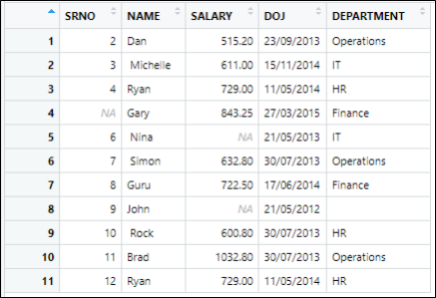 SRNO NAME SALARY DOJ DEPARTMENT
1 2 Dan 515.20 23/09/2013 Operations
2 3 Michelle 611.00 15/11/2014 IT
3 4 Ryan 729.00 11/05/2014 HR
4 NA Gary 843.25 27/03/2015 Finance
5 6 Nina NA 21/05/2013 IT
6 7 Simon 632.80 30/07/2013 Operations
7 8 Guru 722.50 17/06/2014 Finance
8 9 John NA 21/05/2012
9 10 Rock 600.80 30/07/2013 HR
10 11 Brad 1032.80 30/07/2013 Operations
11 12 Ryan 729.00 11/05/2014 HR